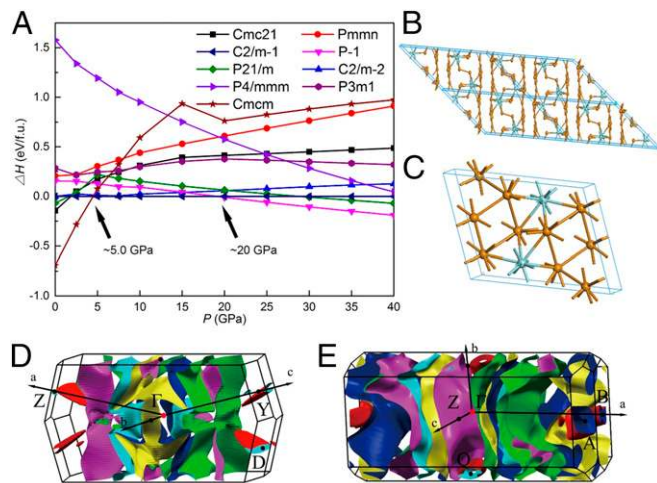 A
B
C
D
E
Cmc21
Pmmn
C2/m-1
P-1
P21/m
C2/m-2
P4/mmm
P3m1
Cmcm
△H (eV/f.u.)
1.5
1.0
0.5
0.0
0.5
-1.0
~5.0 GPa
~20 GPa
0 5 10 15 20 25 30 35 40
P (GPa)
a
Z
Γ
b
c
Y
D
b
Z
Γ
c
Q
B
A
a